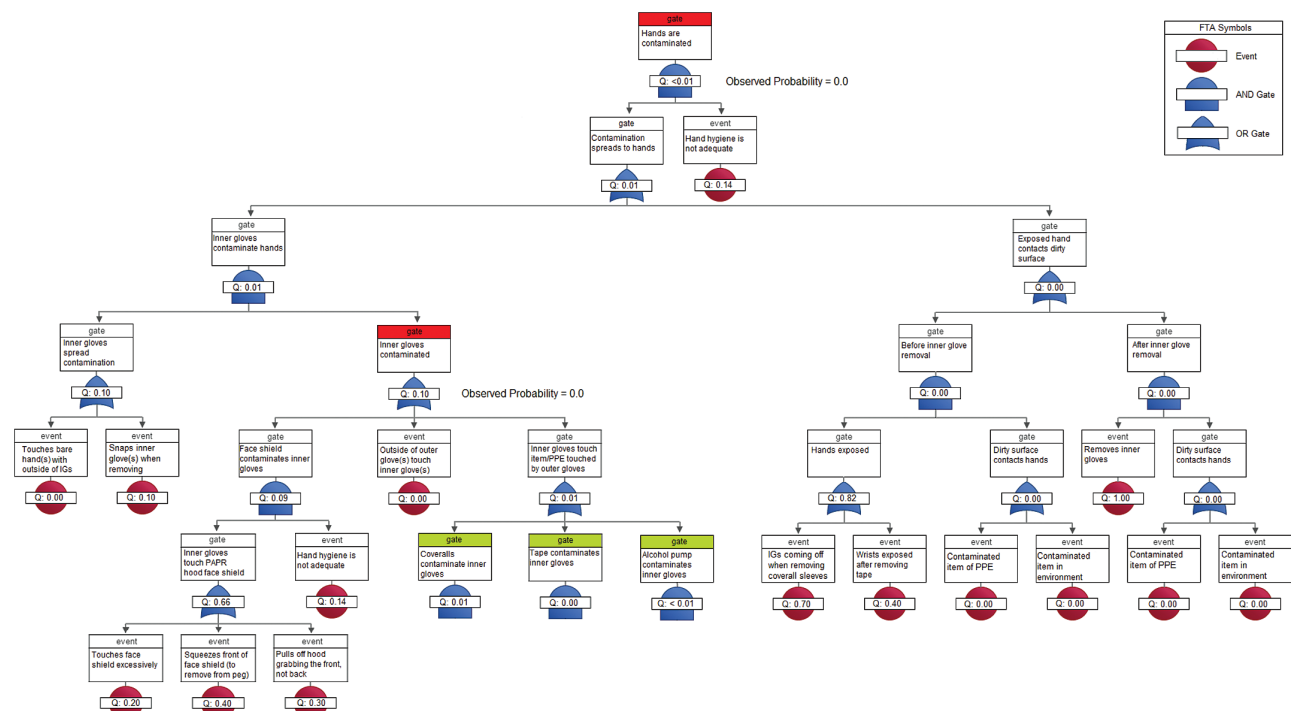 gate
Hands are
contaminated
Q: <0.01
Observed Probability = 0.0
FTA Symbols
Event
AND Gate
OR Gate
gate
Contamination
spreads to hands
Q: 0.01
event
Hand hygiene is
not adequate
Q: 0.14
gate
Inner gloves
contaminate hands
Q: 0.01
gate
Exposed hand
contacts dirty
surface
Q: 0.00
gate
Inner gloves
spread
contamination
Q: 0.10
gate
Inner gloves
contaminated
Q: 0.10
Observed Probability = 0.0
gate
Before inner glove
removal
Q: 0.00
gate
After inner glove
removal
Q: 0.00
event
Touches bare
hand(s) with
outside of IGs
Q: 0.00
event
Snaps inner
glove(s) when
removing
Q: 0.10
gate
Face shield
contaminates inner
gloves
Q: 0.09
event
Outside of outer
glove(s) touch
inner glove(s)
Q: 0.00
gate
Inner gloves touch
item/PPE touched
by outer gloves
Q: 0.01
gate
Hands exposed
Q: 0.82
gate
Dirty surface
contacts hands
Q: 0.00
event
Removes inner
gloves
Q: 1.00
gate
Dirty surface
contacts hands
Q: 0.00
gate
Inner gloves
touch PAPR
hood face shield
Q: 0.66
event
Hand hygiene is
not adequate
Q: 0.14
gate
Coveralls
contaminate inner
gloves
Q: 0.01
gate
Tape contaminates
inner gloves
Q: 0.00
gate
Alcohol pump
contaminates
inner gloves
Q: < 0.01
event
IGs coming off
when removing
coverall sleeves
Q: 0.70
event
Wrists exposed
after removing
tape
Q: 0.40
event
Contaminated
item of PPE
Q: 0.00
event
Contaminated
item in
environment
Q: 0.00
event
Contaminated
item of PPE
Q: 0.00
event
Contaminated
item in
environment
Q: 0.00
event
Touches face
shield excessively
Q: 0.20
event
Squeezes front of
face shield (to
remove from peg)
Q: 0.40
event
Pulls off hood
grabbing the front,
not back
Q: 0.30